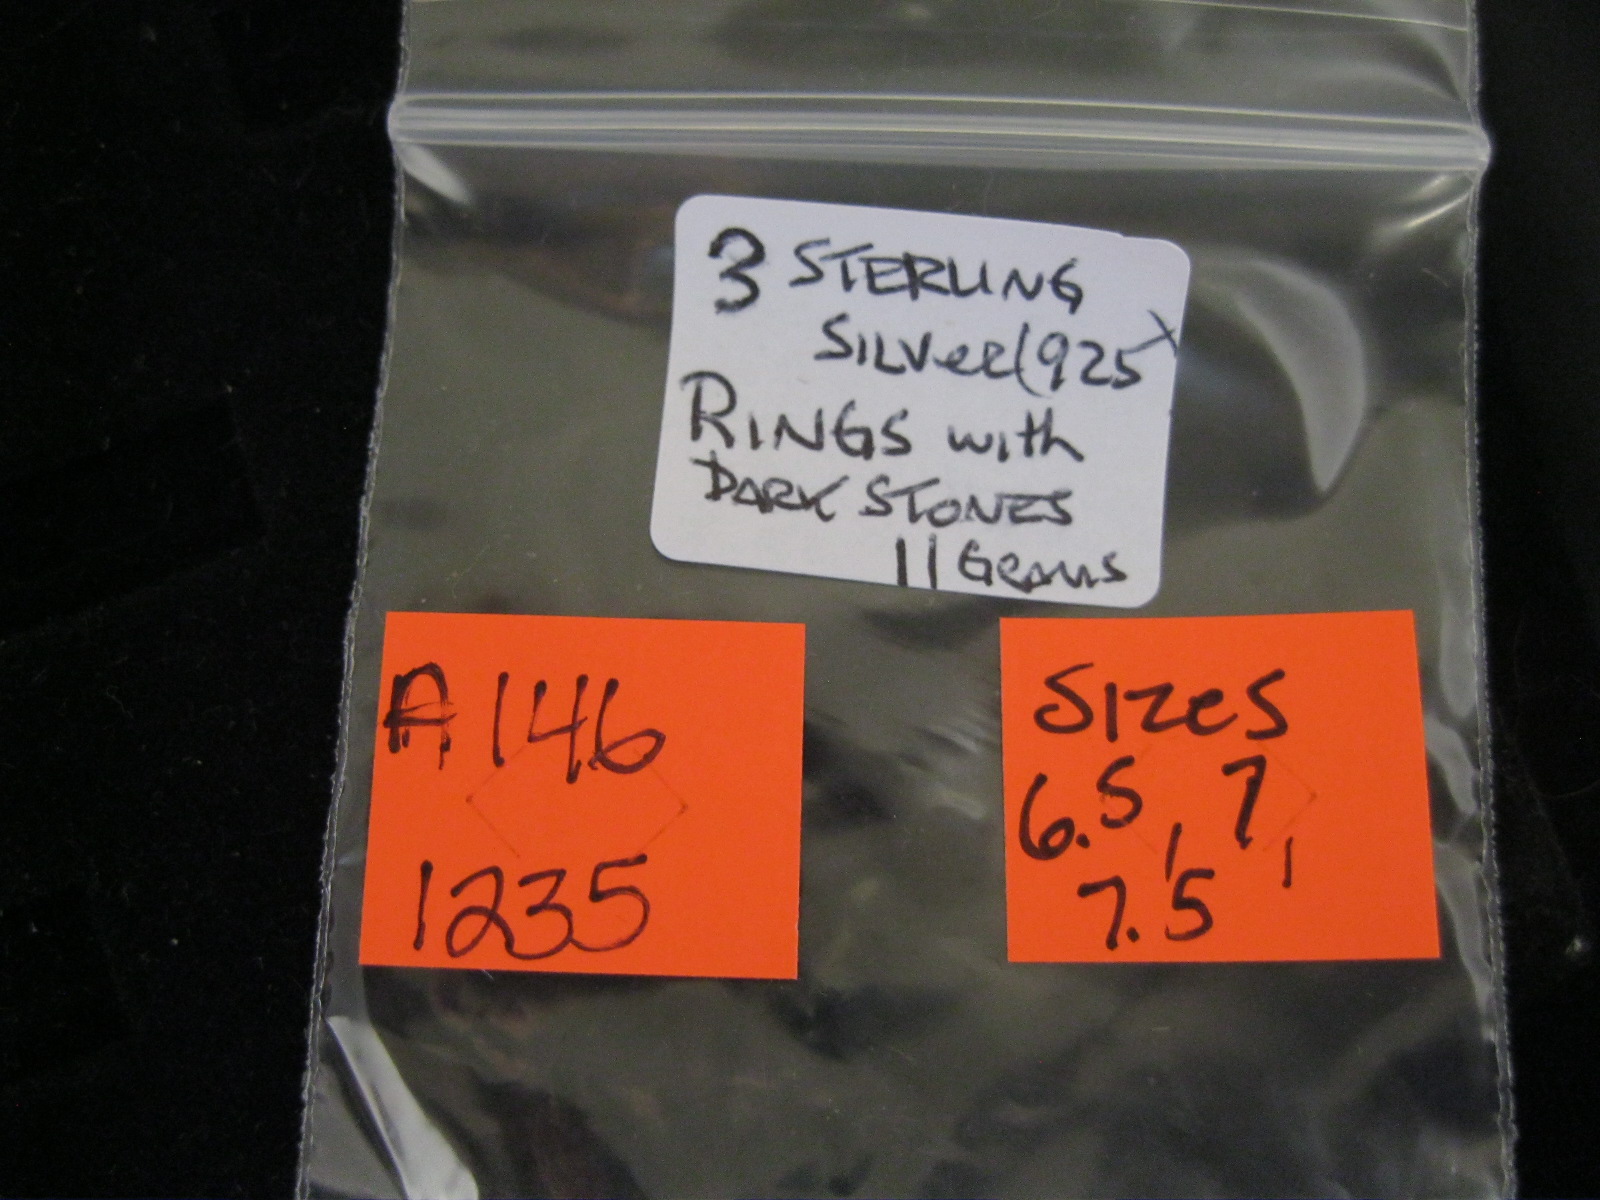 3 STERLING
SILVer(925)
RINGS with
DARK STONES
11 Grams
A146
1235
SIzeS
6.5, 7,
7.5